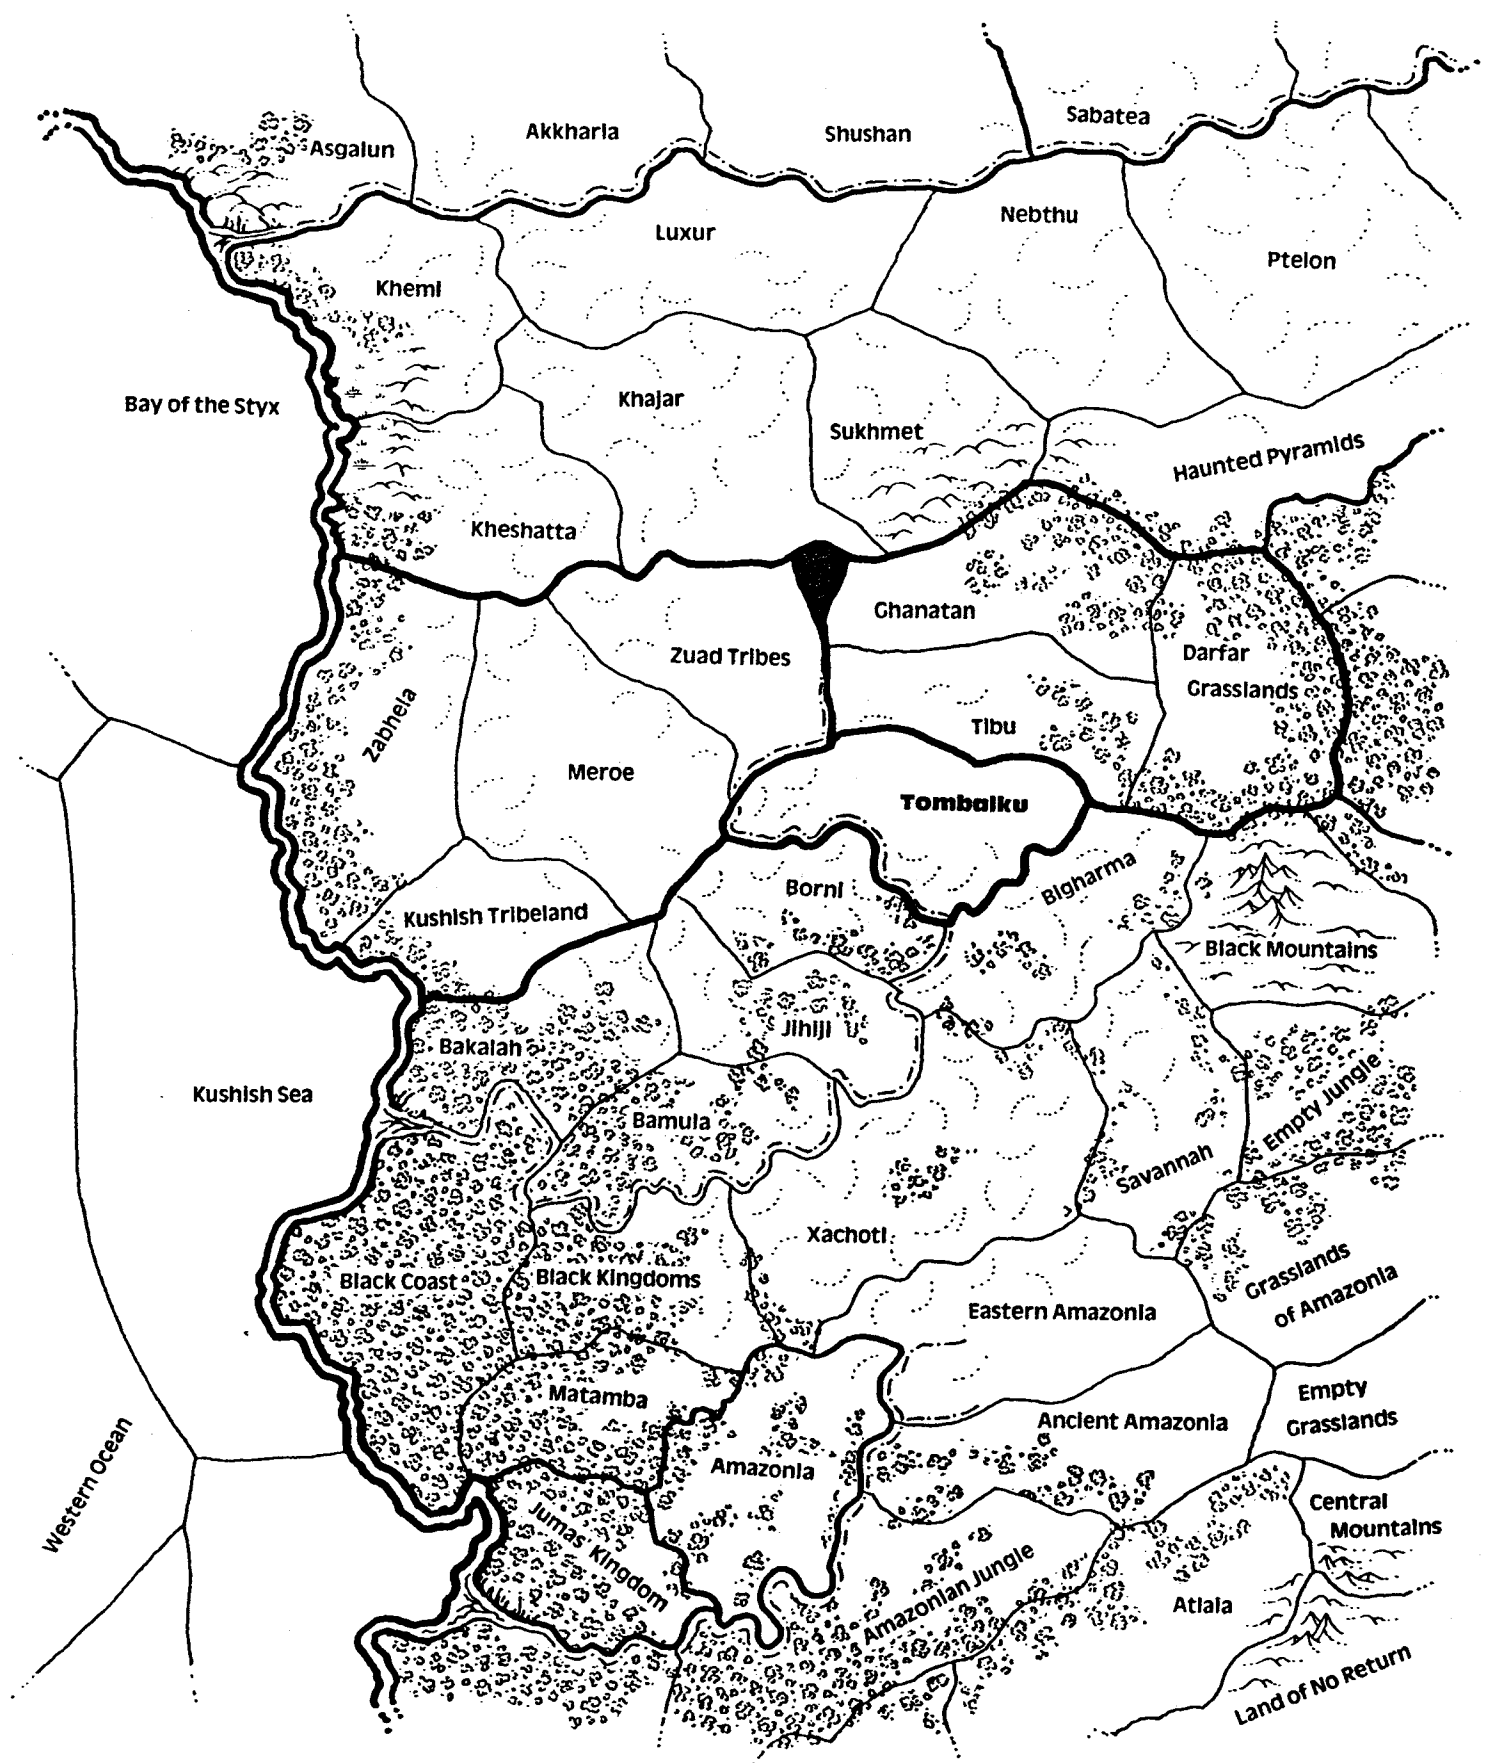 Sabatea
Akkharia
Shushan
Asgalun
Nebthu
Luxur
Ptelon
Khemi
Khajar
Bay of the Styx
Sukhmet
Haunted Pyramids
Kheshatta
Ghanatan
Zuad Tribes
Darfar
Grasslands
Zabhela
Tibu
Meroe
Tombalku
Bigharma
Borni
Kushish Tribeland
Black Mountains
Jihiji
Bakalah
Kushish Sea
Bamula
Empty Jungle
Savannah
Xachotl
Black Coast
Black Kingdoms
Grasslands
of Amazonia
Eastern Amazonia
Matamba
Empty
Grasslands
Ancient Amazonia
Western Ocean
Amazonia
Central
Mountains
Jumas Kingdom
Amazonian Jungle
Atlaia
Land of No Return